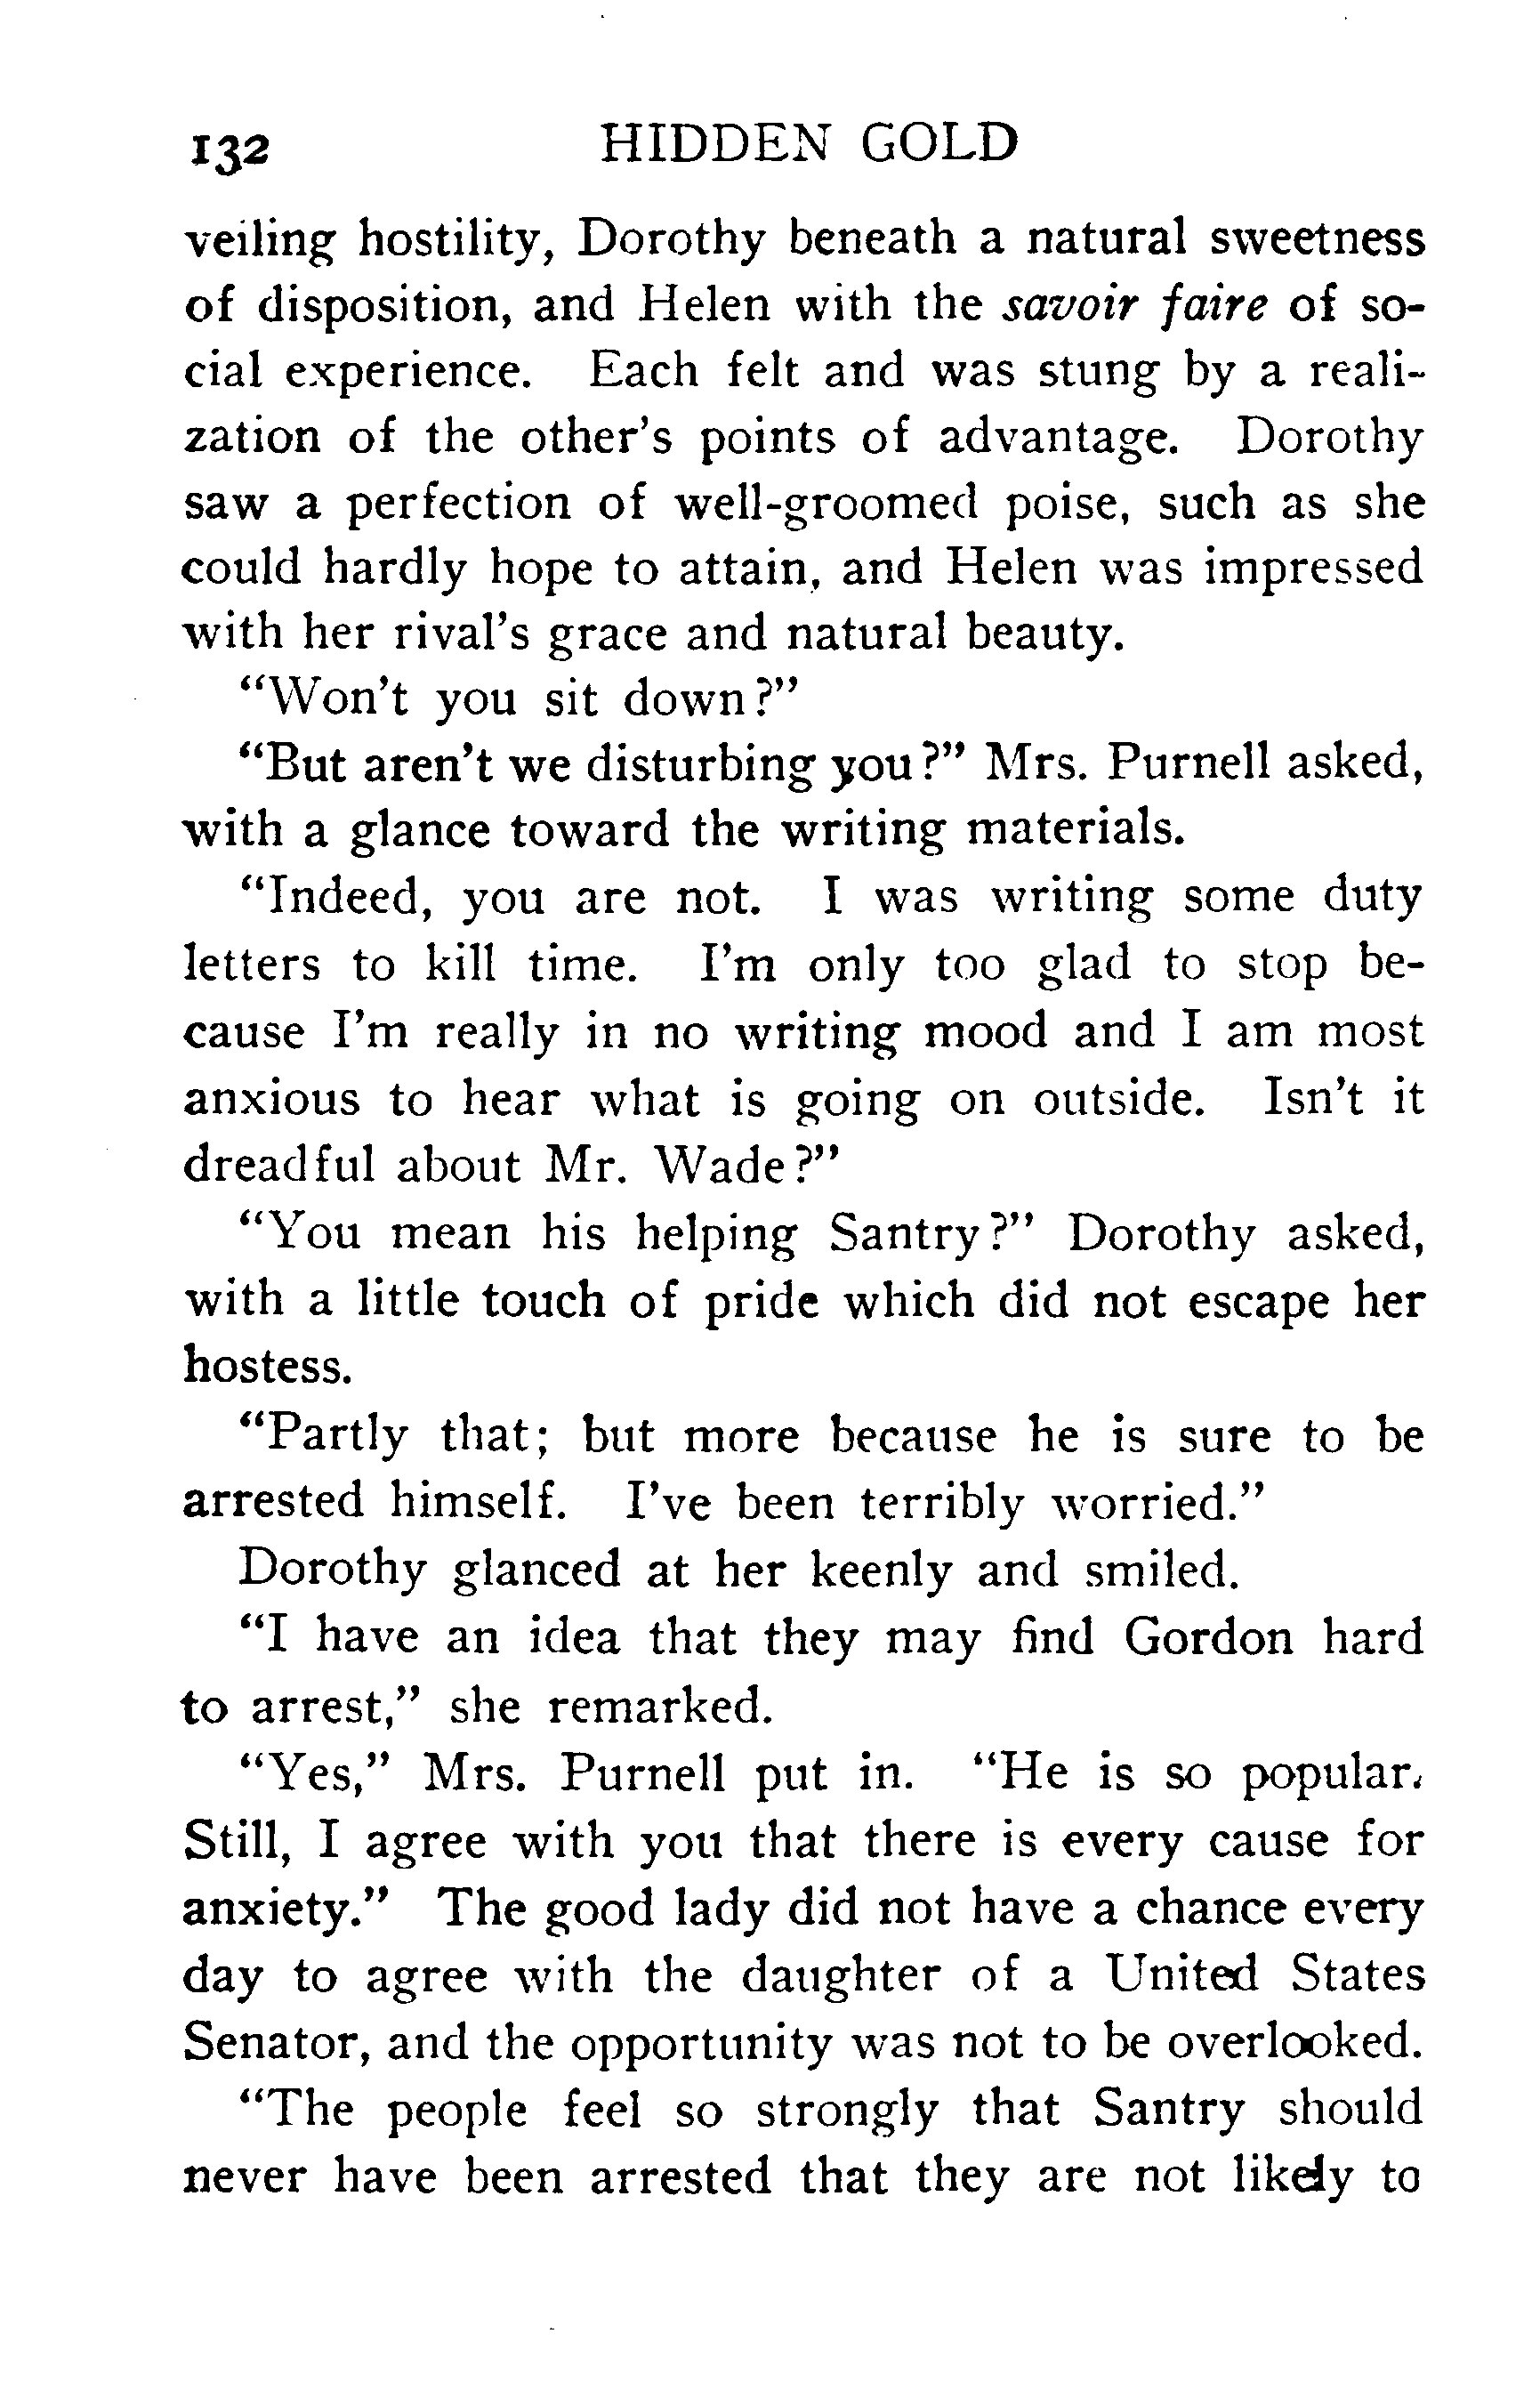 132 HIDDEN GOLD
veiling hostility, Dorothy beneath a natural sweetness
of disposition, and Helen with the savoir faire of so-
cial experience. Each felt and was stung by a reali-
zation of the other's points of advantage. Dorothy
saw a perfection of well-groomed poise, such as she
could hardly hope to attain, and Helen was impressed
with her rival's grace and natural beauty.
"Won't you sit down?"
"But aren't we disturbing you?" Mrs. Purnell asked,
with a glance toward the writing materials.
"Indeed, you are not. I was writing some duty
letters to kill time. I'm only too glad to stop be-
cause I'm really in no writing mood and I am most
anxious to hear what is going on outside. Isn't it
dreadful about Mr. Wade?"
"You mean his helping Santry?" Dorothy asked,
with a little touch of pride which did not escape her
hostess.
"Partly that; but more because he is sure to be
arrested himself. I've been terribly worried."
Dorothy glanced at her keenly and smiled.
"I have an idea that they may find Gordon hard
to arrest," she remarked.
"Yes," Mrs. Purnell put in. "He is so popular.
Still, I agree with you that there is every cause for
anxiety." The good lady did not have a chance every
day to agree with the daughter of a United States
Senator, and the opportunity was not to be overlooked.
"The people feel so strongly that Santry should
never have been arrested that they are not likely to